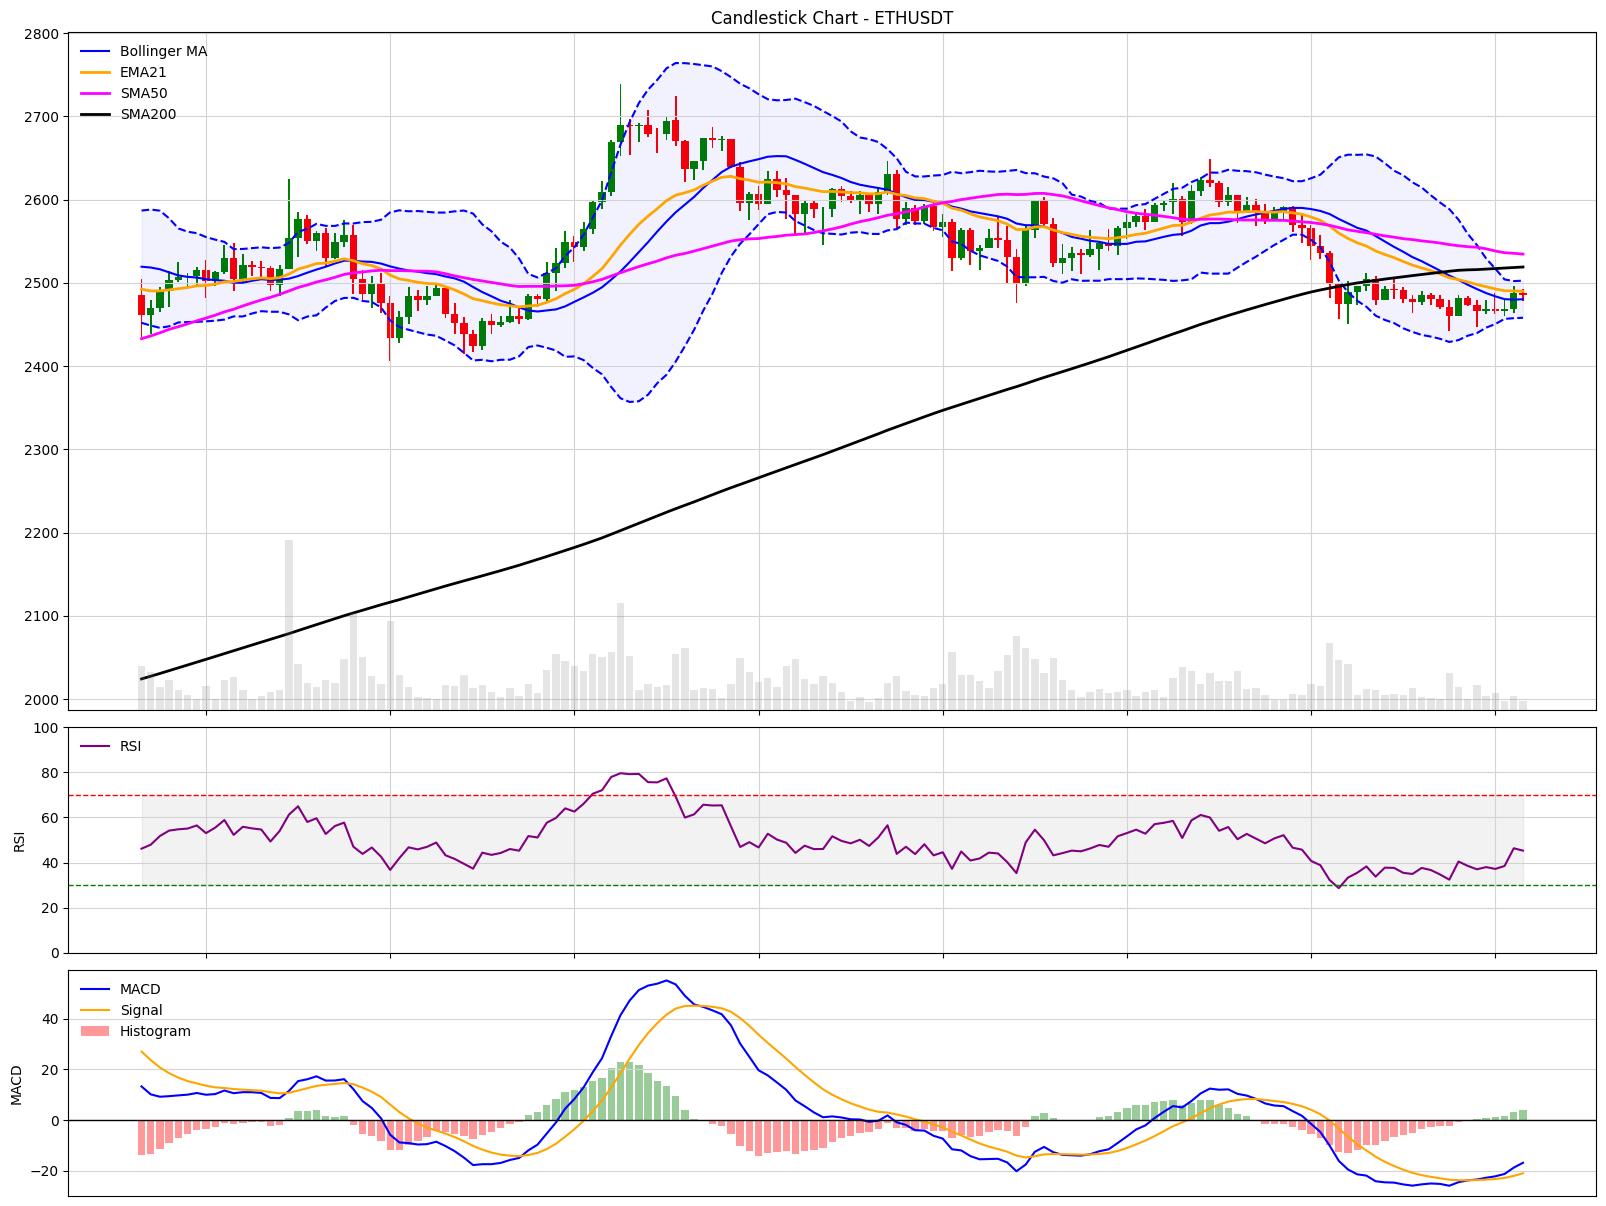 Candlestick Chart - ETHUSDT
2800
Bollinger MA
EMA21
SMA50
SMA200
2700
2600
2500
2400
2300
2200
2100
2000
100
RSI
80
60
RSI
40
20
0
MACD
Signal
Histogram
40
20
MACD
0
−20